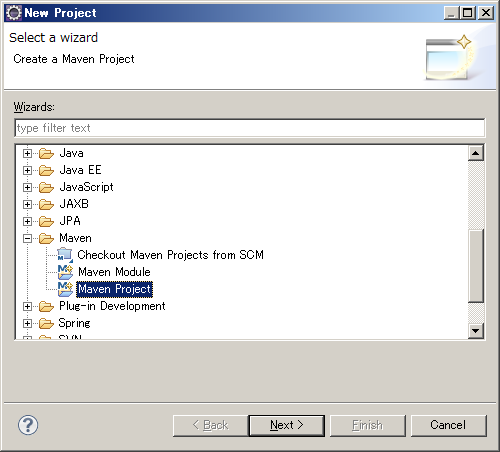 New Project
Select a wizard
Create a Maven Project
Wizards:
type filter text
Java
Java EE
JavaScript
JAXB
JPA
Maven
Checkout Maven Projects from SCM
Maven Module
Maven Project
Plug-in Development
Spring
< Back
Next >
Finish
Cancel